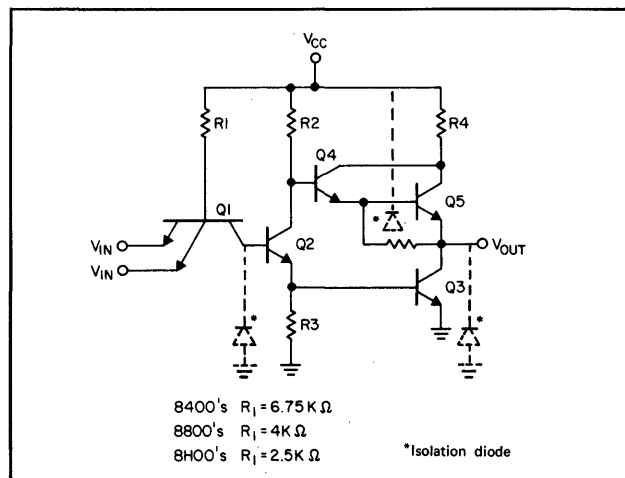 VCC
R1
R2
R4
Q4
Q1
*
Q5
VIN
Q2
VOUT
VIN
Q3
*
*
R3
8400's R1 = 6.75 K Ω
8800's R1 = 4K Ω
8H00's R1 = 2.5K Ω
*Isolation diode